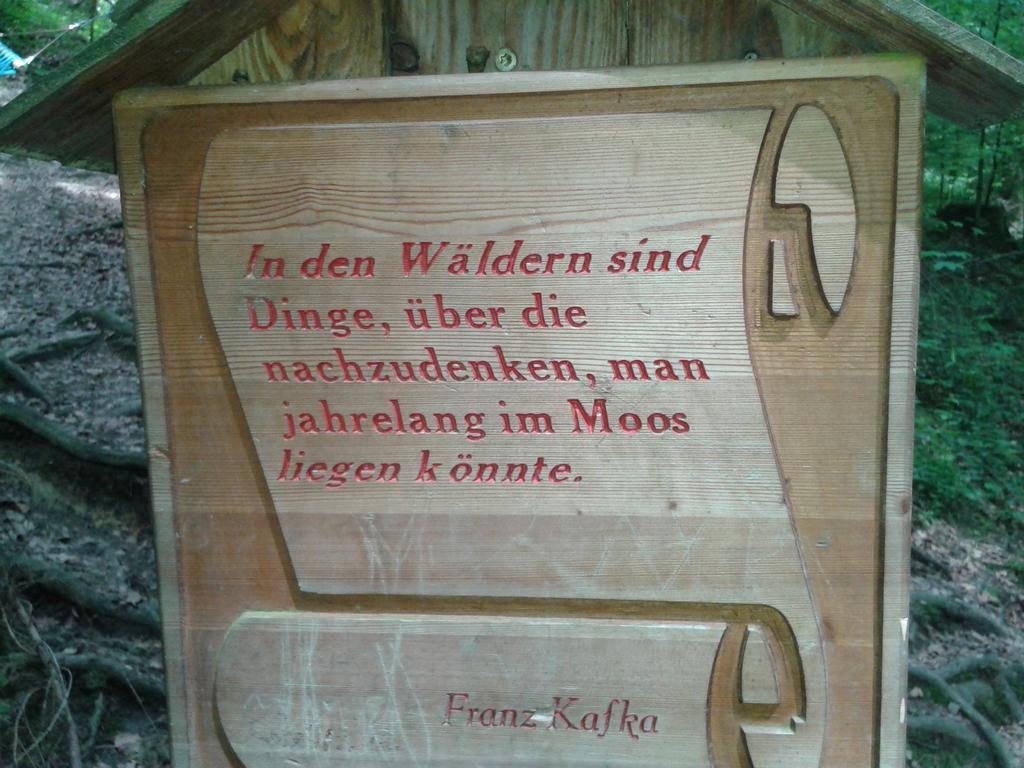 In den Wäldern sind
Dinge, über die
nachzudenken, man
jahrelang im Moos
liegen könnte.
Franz Kafka